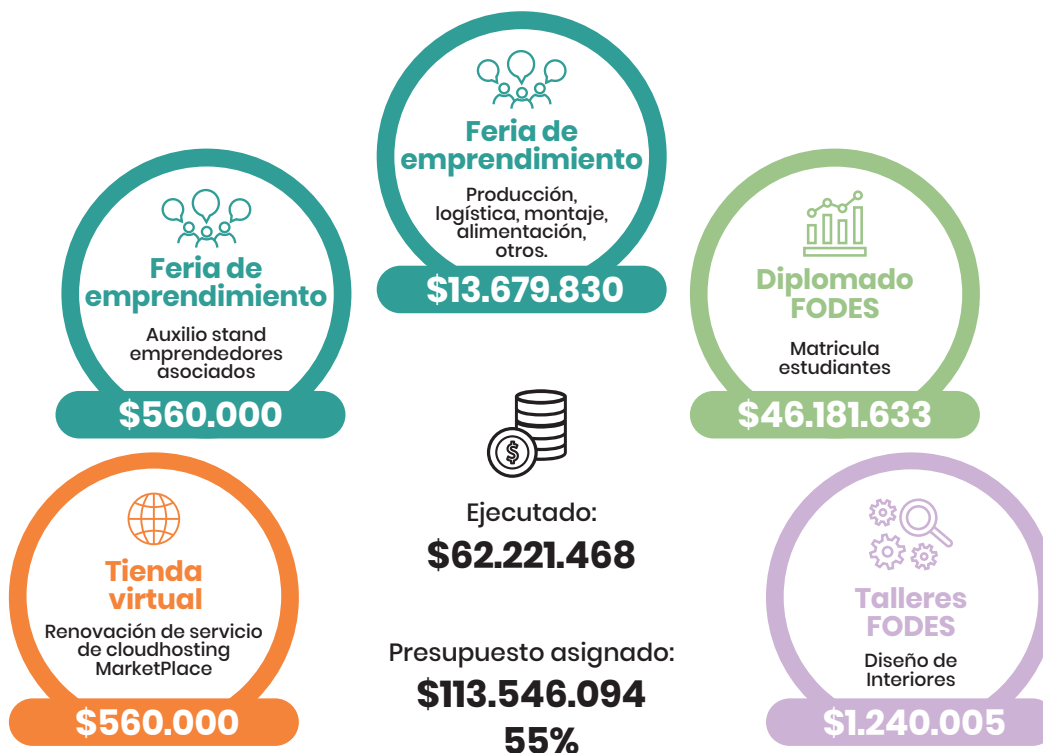 Feria de
emprendimiento
Producción,
logística, montaje,
alimentación,
otros.
$13.679.830
Feria de
emprendimiento
Auxilio stand
emprendedores
asociados
$560.000
Diplomado
FODES
Matricula
estudiantes
$46.181.633
Tienda
virtual
Renovación de servicio
de cloudhosting
MarketPlace
$560.000
Ejecutado:
$62.221.468
Presupuesto asignado:
$113.546.094
55%
Talleres
FODES
Diseño de
Interiores
$1.240.005